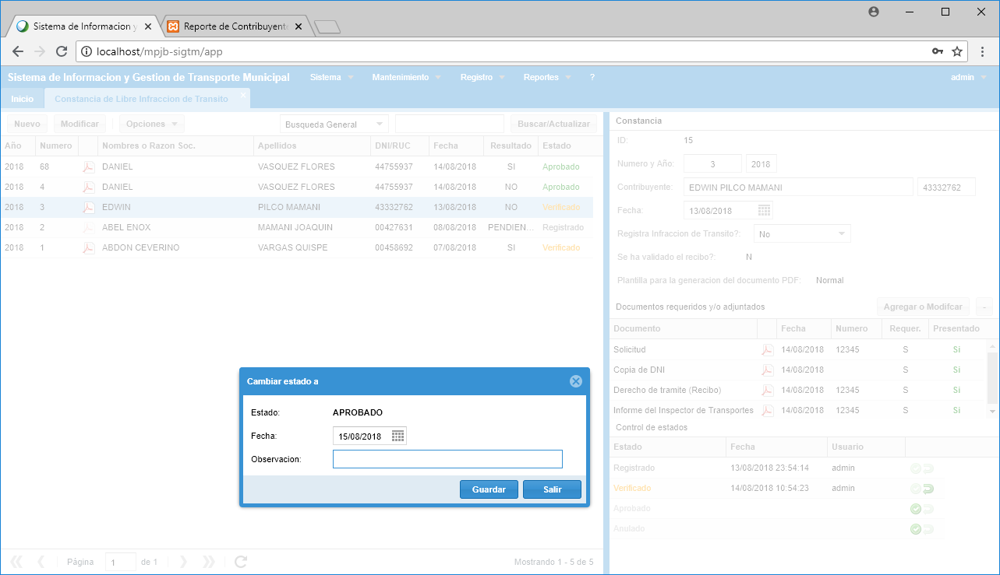 Sistema de Informacion y
Reporte de Contribuyente
localhost/mpjb-sigtm/app
Sistema de Informacion y Gestion de Transporte Municipal Sistema Mantenimiento Registro Reportes ? admin
Inicio Constancia de Libre Infraccion de Transito
Nuevo Modificar Opciones Busqueda General Buscar/Actualizar
Año Numero Nombres o Razon Soc. Apellidos DNI/RUC Fecha Resultado Estado
2018 68 DANIEL VASQUEZ FLORES 44755937 14/08/2018 SI Aprobado
2018 4 DANIEL VASQUEZ FLORES 44755937 14/08/2018 NO Aprobado
2018 3 EDWIN PILCO MAMANI 43332762 13/08/2018 NO Verificado
2018 2 ABEL ENOX MAMANI JOAQUIN 00427631 08/08/2018 PENDIEN... Registrado
2018 1 ABDON CEVERINO VARGAS QUISPE 00458692 07/08/2018 SI Verificado
Constancia
ID: 15
Numero y Año: 3 2018
Contribuyente: EDWIN PILCO MAMANI 43332762
Fecha: 13/08/2018
Registra Infraccion de Transito?: No
Se ha validado el recibo?: N
Plantilla para la generacion del documento PDF: Normal
Documentos requeridos y/o adjuntados Agregar o Modifcar -
Documento Fecha Numero Requer. Presentado
Solicitud 14/08/2018 12345 S Si
Copia de DNI 14/08/2018 S Si
Derecho de tramite (Recibo) 14/08/2018 12345 S Si
Informe del Inspector de Transportes 14/08/2018 12345 S Si
Control de estados
Estado Fecha Usuario
Registrado 13/08/2018 23:54:14 admin
Verificado 14/08/2018 10:54:23 admin
Aprobado
Anulado
Cambiar estado a
Estado: APROBADO
Fecha: 15/08/2018
Observacion:
Guardar Salir
Página 1 de 1 Mostrando 1 - 5 de 5